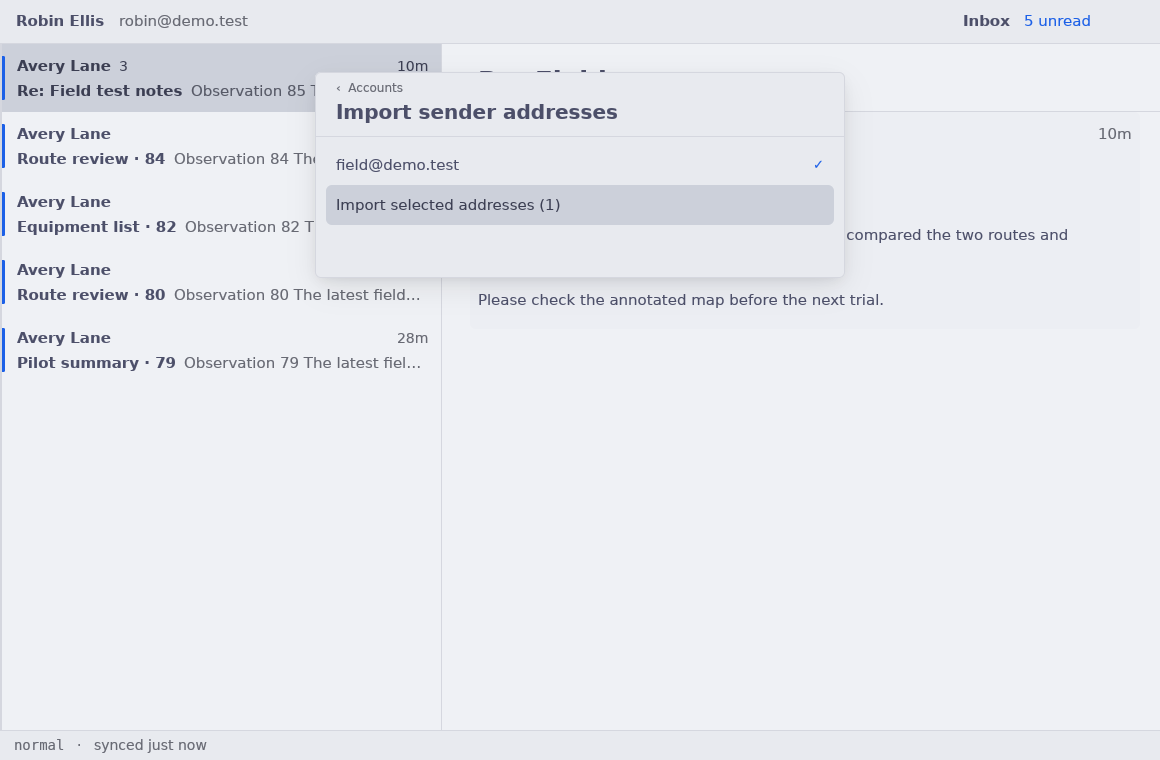 Robin Ellis robin@demo.test
Inbox 5 unread
Avery Lane 3 10m
Re: Field test notes Observation 85
Avery Lane
Route review · 84 Observation 84 The
Avery Lane
Equipment list · 82 Observation 82 T
Avery Lane
Route review · 80 Observation 80 The latest field…
Avery Lane 28m
Pilot summary · 79 Observation 79 The latest fiel…
‹ Accounts
Import sender addresses
field@demo.test ✓
Import selected addresses (1)
10m
compared the two routes and
Please check the annotated map before the next trial.
normal · synced just now